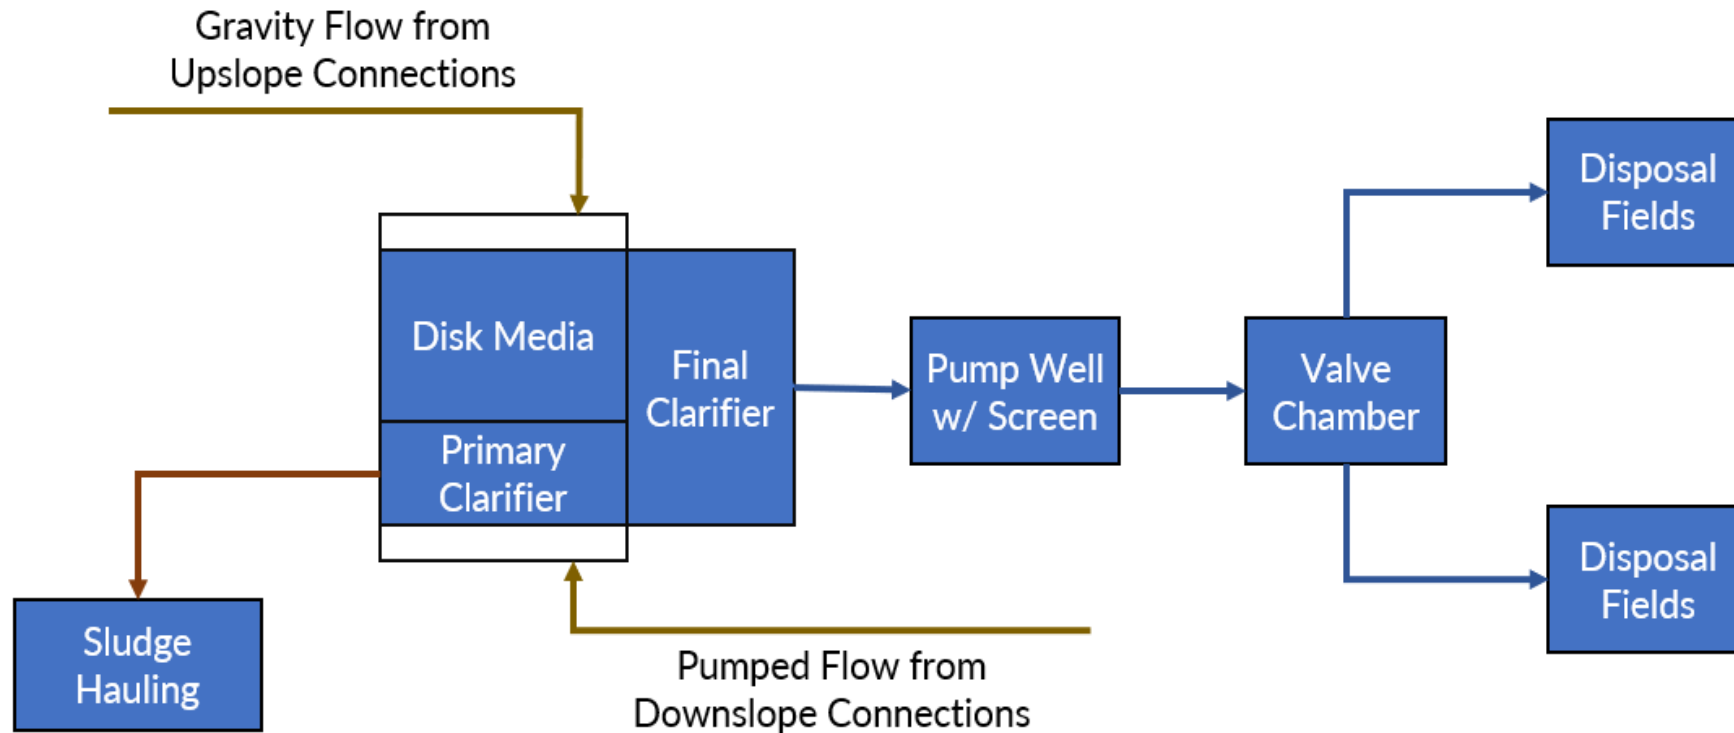 Gravity Flow from
Upslope Connections
Disk Media
Primary
Clarifier
Final
Clarifier
Pump Well
w/ Screen
Valve
Chamber
Disposal
Fields
Disposal
Fields
Sludge
Hauling
Pumped Flow from
Downslope Connections